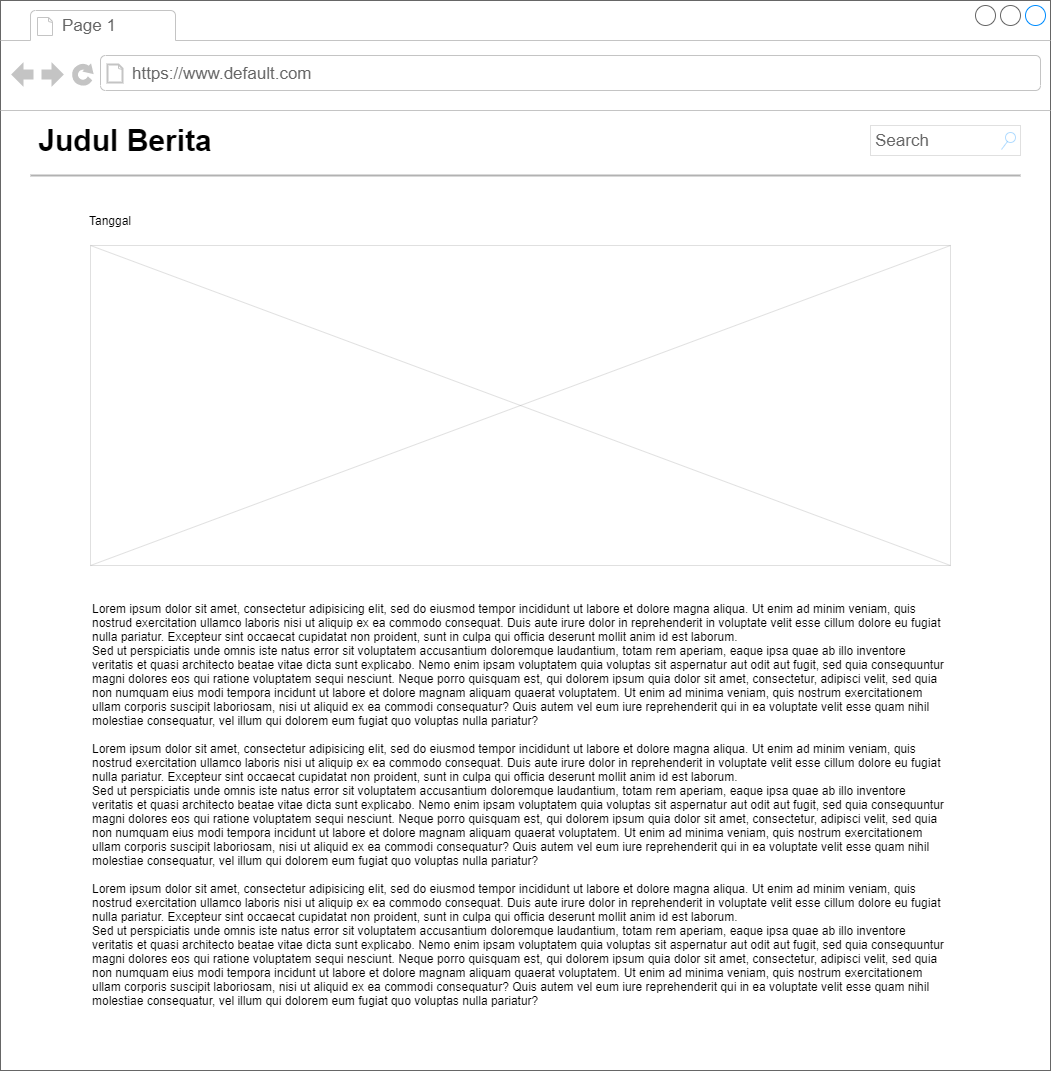 Page 1
https://www.default.com
Judul Berita
Search
Tanggal
Lorem ipsum dolor sit amet, consectetur adipisicing elit, sed do eiusmod tempor incididunt ut labore et dolore magna aliqua. Ut enim ad minim veniam, quis
nostrud exercitation ullamco laboris nisi ut aliquip ex ea commodo consequat. Duis aute irure dolor in reprehenderit in voluptate velit esse cillum dolore eu fugiat
nulla pariatur. Excepteur sint occaecat cupidatat non proident, sunt in culpa qui officia deserunt mollit anim id est laborum.
Sed ut perspiciatis unde omnis iste natus error sit voluptatem accusantium doloremque laudantium, totam rem aperiam, eaque ipsa quae ab illo inventore
veritatis et quasi architecto beatae vitae dicta sunt explicabo. Nemo enim ipsam voluptatem quia voluptas sit aspernatur aut odit aut fugit, sed quia consequuntur
magni dolores eos qui ratione voluptatem sequi nesciunt. Neque porro quisquam est, qui dolorem ipsum quia dolor sit amet, consectetur, adipisci velit, sed quia
non numquam eius modi tempora incidunt ut labore et dolore magnam aliquam quaerat voluptatem. Ut enim ad minima veniam, quis nostrum exercitationem
ullam corporis suscipit laboriosam, nisi ut aliquid ex ea commodi consequatur? Quis autem vel eum iure reprehenderit qui in ea voluptate velit esse quam nihil
molestiae consequatur, vel illum qui dolorem eum fugiat quo voluptas nulla pariatur?
Lorem ipsum dolor sit amet, consectetur adipisicing elit, sed do eiusmod tempor incididunt ut labore et dolore magna aliqua. Ut enim ad minim veniam, quis
nostrud exercitation ullamco laboris nisi ut aliquip ex ea commodo consequat. Duis aute irure dolor in reprehenderit in voluptate velit esse cillum dolore eu fugiat
nulla pariatur. Excepteur sint occaecat cupidatat non proident, sunt in culpa qui officia deserunt mollit anim id est laborum.
Sed ut perspiciatis unde omnis iste natus error sit voluptatem accusantium doloremque laudantium, totam rem aperiam, eaque ipsa quae ab illo inventore
veritatis et quasi architecto beatae vitae dicta sunt explicabo. Nemo enim ipsam voluptatem quia voluptas sit aspernatur aut odit aut fugit, sed quia consequuntur
magni dolores eos qui ratione voluptatem sequi nesciunt. Neque porro quisquam est, qui dolorem ipsum quia dolor sit amet, consectetur, adipisci velit, sed quia
non numquam eius modi tempora incidunt ut labore et dolore magnam aliquam quaerat voluptatem. Ut enim ad minima veniam, quis nostrum exercitationem
ullam corporis suscipit laboriosam, nisi ut aliquid ex ea commodi consequatur? Quis autem vel eum iure reprehenderit qui in ea voluptate velit esse quam nihil
molestiae consequatur, vel illum qui dolorem eum fugiat quo voluptas nulla pariatur?
Lorem ipsum dolor sit amet, consectetur adipisicing elit, sed do eiusmod tempor incididunt ut labore et dolore magna aliqua. Ut enim ad minim veniam, quis
nostrud exercitation ullamco laboris nisi ut aliquip ex ea commodo consequat. Duis aute irure dolor in reprehenderit in voluptate velit esse cillum dolore eu fugiat
nulla pariatur. Excepteur sint occaecat cupidatat non proident, sunt in culpa qui officia deserunt mollit anim id est laborum.
Sed ut perspiciatis unde omnis iste natus error sit voluptatem accusantium doloremque laudantium, totam rem aperiam, eaque ipsa quae ab illo inventore
veritatis et quasi architecto beatae vitae dicta sunt explicabo. Nemo enim ipsam voluptatem quia voluptas sit aspernatur aut odit aut fugit, sed quia consequuntur
magni dolores eos qui ratione voluptatem sequi nesciunt. Neque porro quisquam est, qui dolorem ipsum quia dolor sit amet, consectetur, adipisci velit, sed quia
non numquam eius modi tempora incidunt ut labore et dolore magnam aliquam quaerat voluptatem. Ut enim ad minima veniam, quis nostrum exercitationem
ullam corporis suscipit laboriosam, nisi ut aliquid ex ea commodi consequatur? Quis autem vel eum iure reprehenderit qui in ea voluptate velit esse quam nihil
molestiae consequatur, vel illum qui dolorem eum fugiat quo voluptas nulla pariatur?